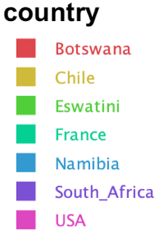 country
Botswana
Chile
Eswatini
France
Namibia
South_Africa
USA